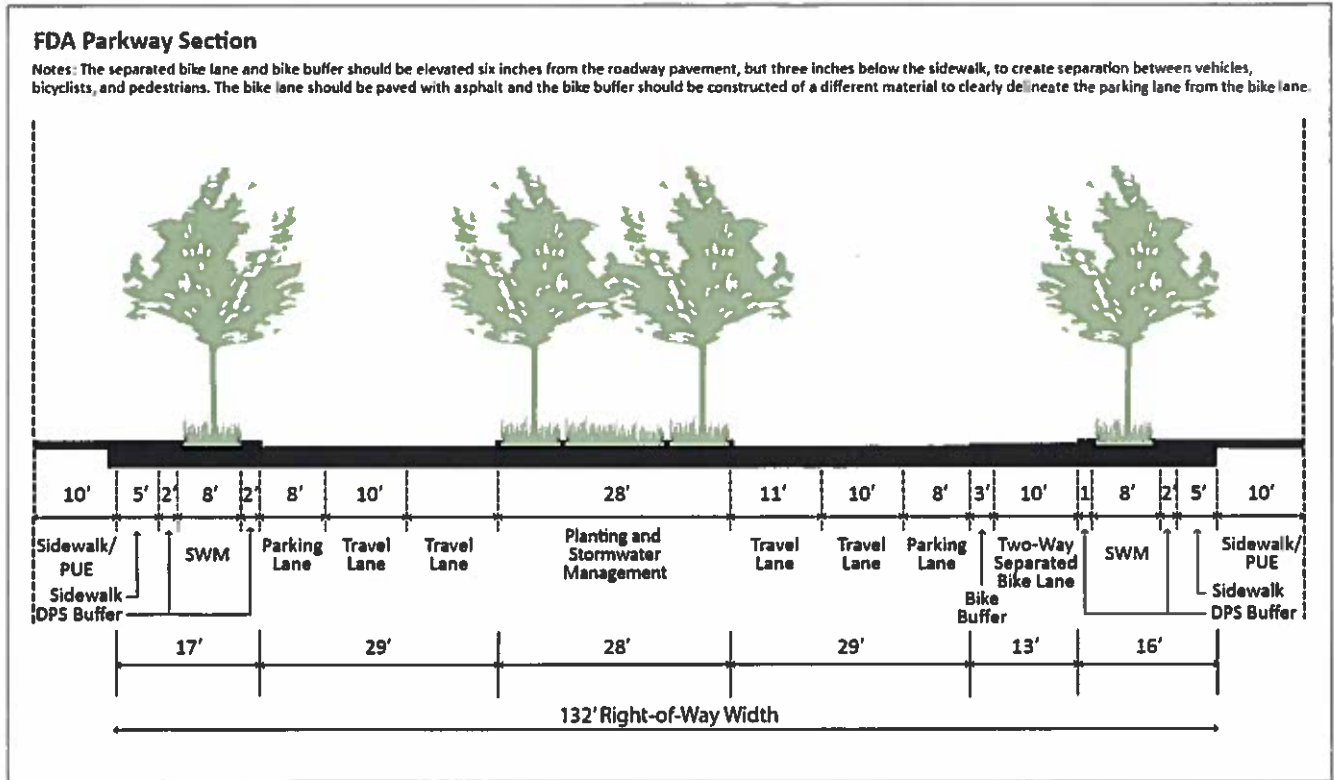 FDA Parkway Section
Notes: The separated bike lane and bike buffer should be elevated six inches from the roadway pavement, but three inches below the sidewalk, to create separation between vehicles,
bicyclists, and pedestrians. The bike lane should be paved with asphalt and the bike buffer should be constructed of a different material to clearly delineate the parking lane from the bike lane.
10' 5' 2' 8' 2' 8' 10' 28' 11' 10' 8' 3' 10' 1 8' 2' 5' 10'
Sidewalk/
PUE
Sidewalk
DPS Buffer
SWM
Parking
Lane
Travel
Lane
Travel
Lane
Planting and
Stormwater
Management
Travel
Lane
Travel
Lane
Parking
Lane
Bike
Buffer
Two-Way
Separated
Bike Lane
SWM
Sidewalk/
PUE
Sidewalk
DPS Buffer
17' 29' 28' 29' 13' 16'
132' Right-of-Way Width